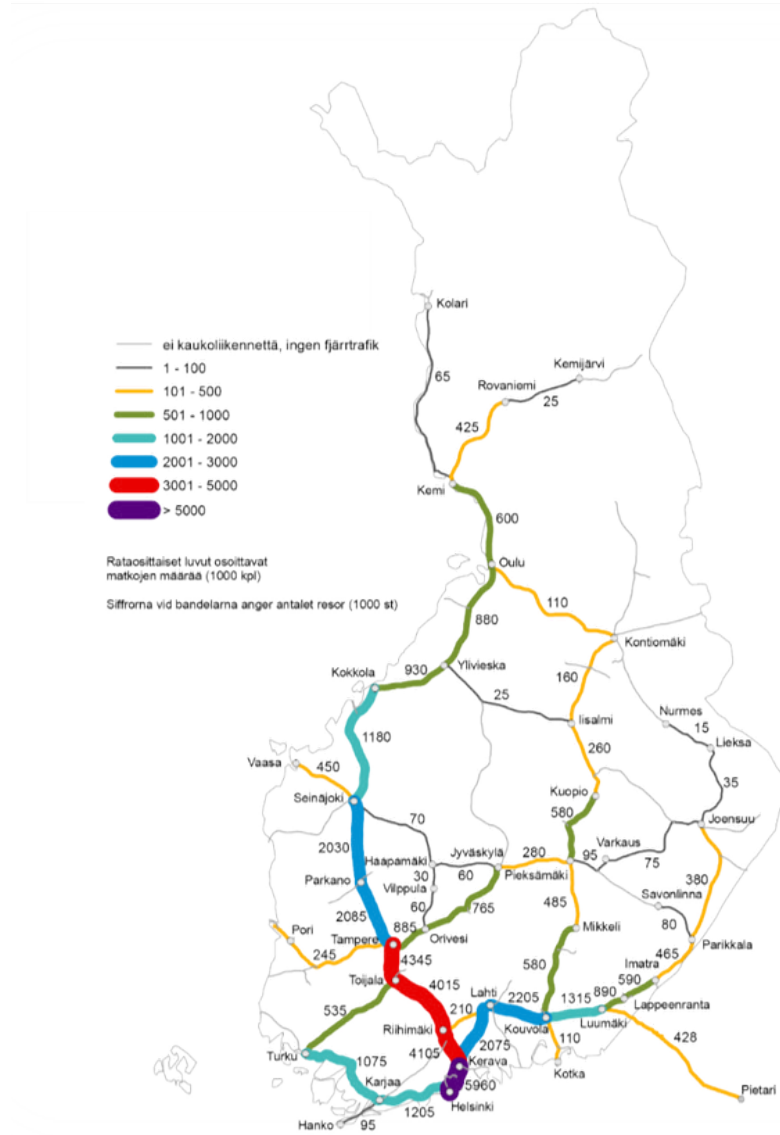 Kolari
ei kaukoliikennettä, ingen fjärrtrafik
1 - 100
101 - 500
501 - 1000
1001 - 2000
2001 - 3000
3001 - 5000
> 5000
Rataosittaiset luvut osoittavat
matkojen määrää (1000 kpl)
Siffrorna vid bandelarna anger antalet resor (1000 st)
65
Kemijärvi
Rovaniemi
25
425
Kemi
600
Oulu
110
880
Kontiomäki
930
Ylivieska
Kokkola
160
25
Nurmes
15
Iisalmi
Lieksa
1180
260
Vaasa
450
35
Kuopio
Seinäjoki
580
70
Joensuu
2030
Varkaus
Jyväskylä
280
Haapamäki
95
75
30
60
Pieksämäki
380
Parkano
Vilppula
485
Savonlinna
60
765
80
2085
885
Mikkeli
Pori
Tampere
Orivesi
Parikkala
245
4345
465
580
Imatra
Toijala
4015
590
Lahti
2205
890
Lappeenranta
535
210
1315
Riihimäki
Kouvola
Luumäki
428
4105
2075
110
Turku
1075
Kerava
Kotka
Karjaa
5960
Pietari
1205
Helsinki
Hanko
95